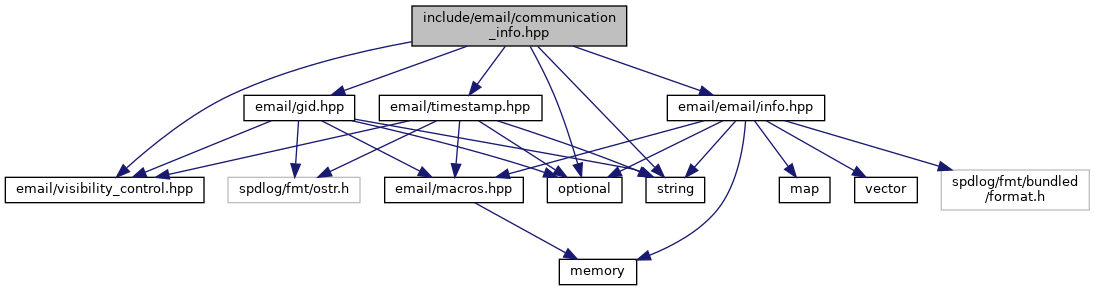 include/email/communication
_info.hpp
email/gid.hpp
email/timestamp.hpp
email/email/info.hpp
email/visibility_control.hpp
spdlog/fmt/ostr.h
email/macros.hpp
optional
string
map
vector
spdlog/fmt/bundled
/format.h
memory